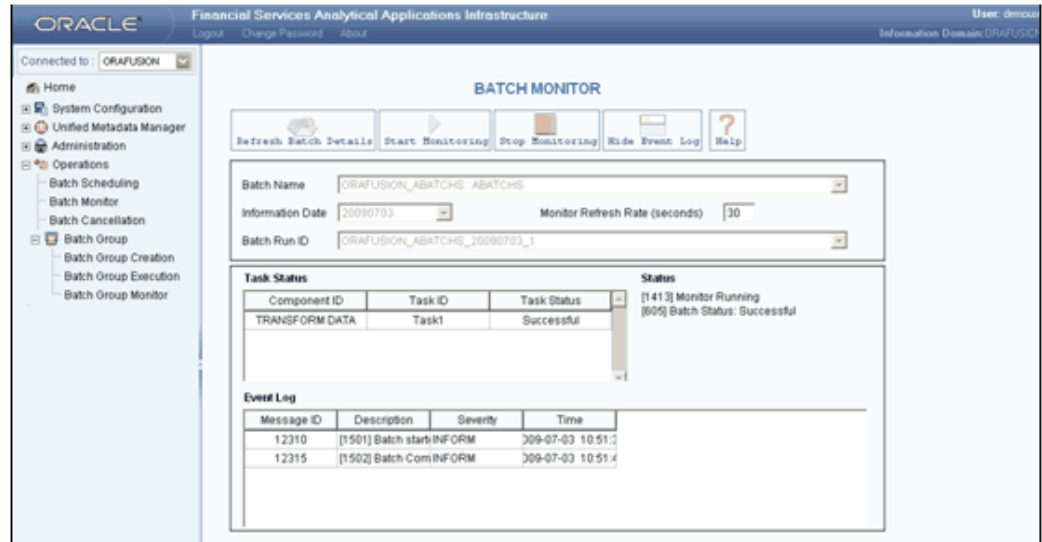 ORACLE
Financial Services Analytical Applications Infrastructure
User: demous
Logout Change Password About
Information Domain:ORAFUSION
Connected to : ORAFUSION
Home
System Configuration
Unified Metadata Manager
Administration
Operations
Batch Scheduling
Batch Monitor
Batch Cancellation
Batch Group
Batch Group Creation
Batch Group Execution
Batch Group Monitor
BATCH MONITOR
Refresh Batch Details
Start Monitoring
Stop Monitoring
Hide Event Log
Help
Batch Name ORAFUSION_ABATCHS : ABATCHS
Information Date 20090703 Monitor Refresh Rate (seconds) 30
Batch Run ID ORAFUSION_ABATCHS_20090703_1
Task Status
Component ID Task ID Task Status
TRANSFORM DATA Task1 Successful
Status
[1413] Monitor Running
[605] Batch Status: Successful
Event Log
Message ID Description Severity Time
12310 [1501] Batch starti INFORM 009-07-03 10:51:3
12315 [1502] Batch Com INFORM 009-07-03 10:51:4